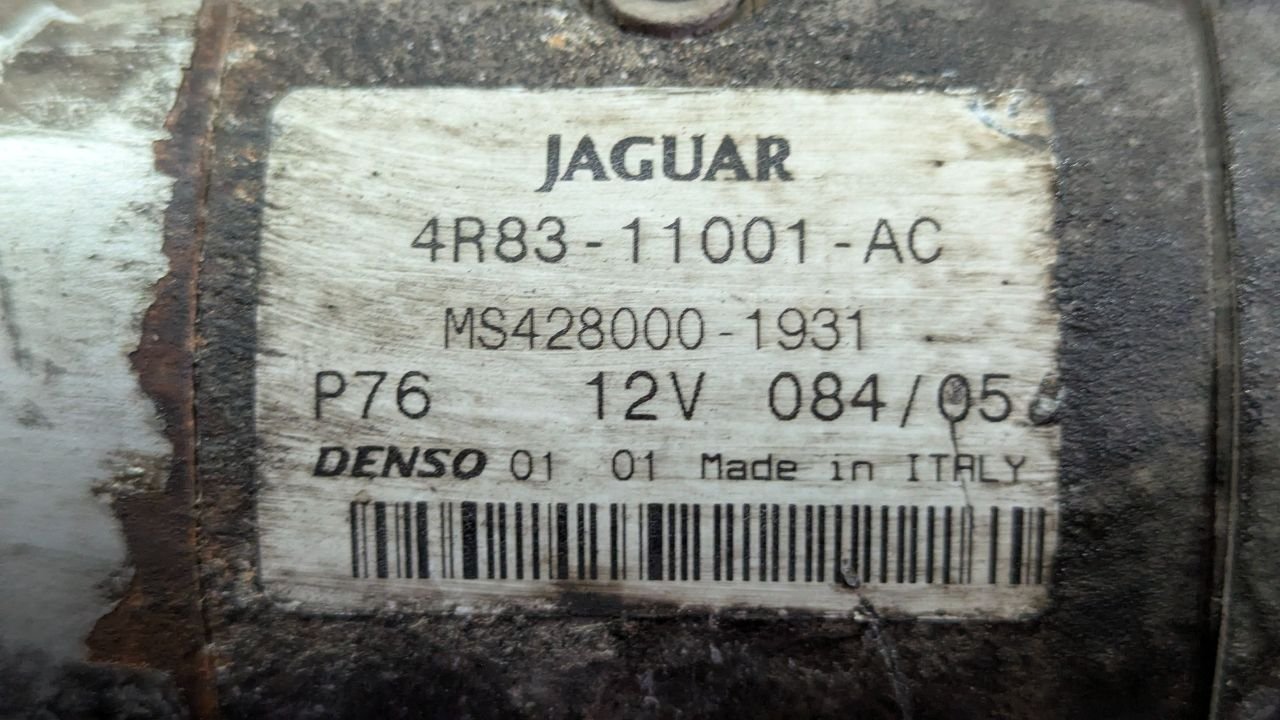 JAGUAR
4R83-11001-AC
MS428000-1931
P76 12V 084/05
DENSO 01 01 Made in ITALY